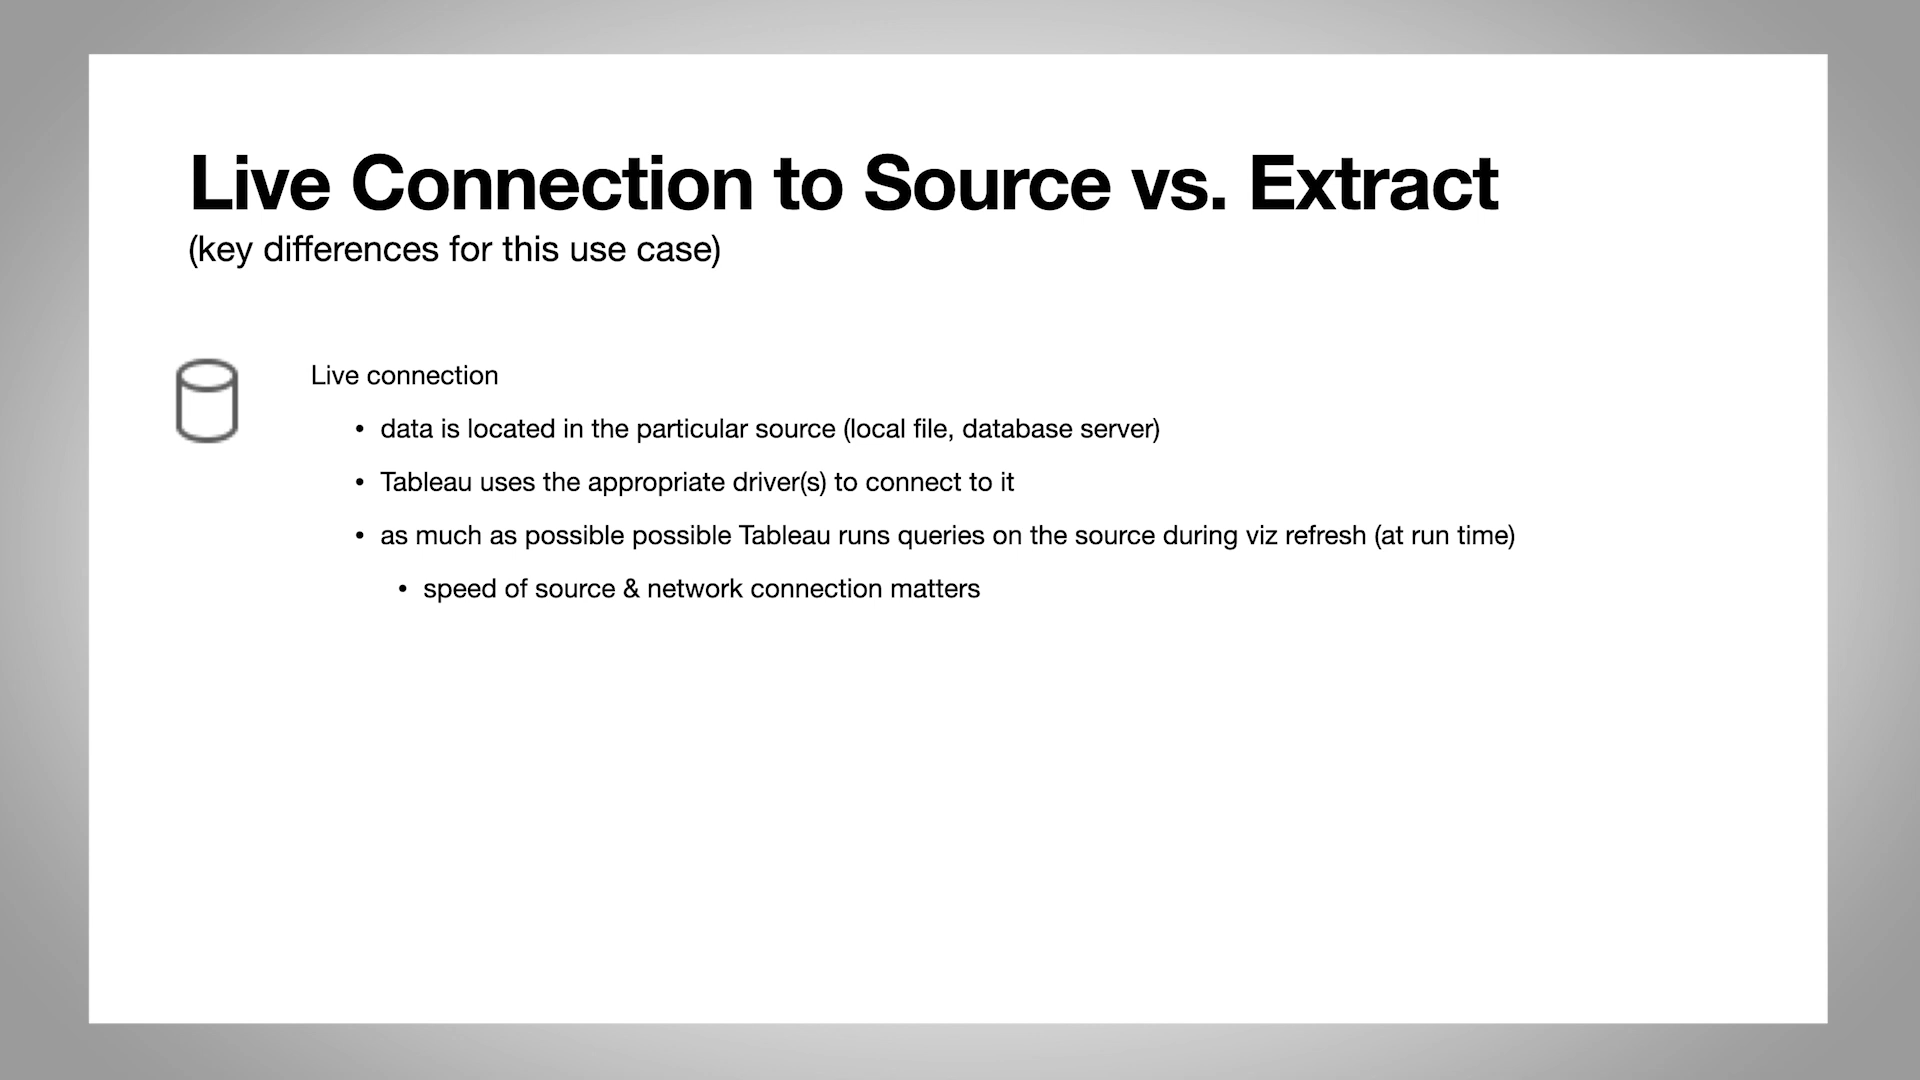 Live Connection to Source vs. Extract
(key differences for this use case)
Live connection
• data is located in the particular source (local file, database server)
• Tableau uses the appropriate driver(s) to connect to it
• as much as possible possible Tableau runs queries on the source during viz refresh (at run time)
• speed of source & network connection matters